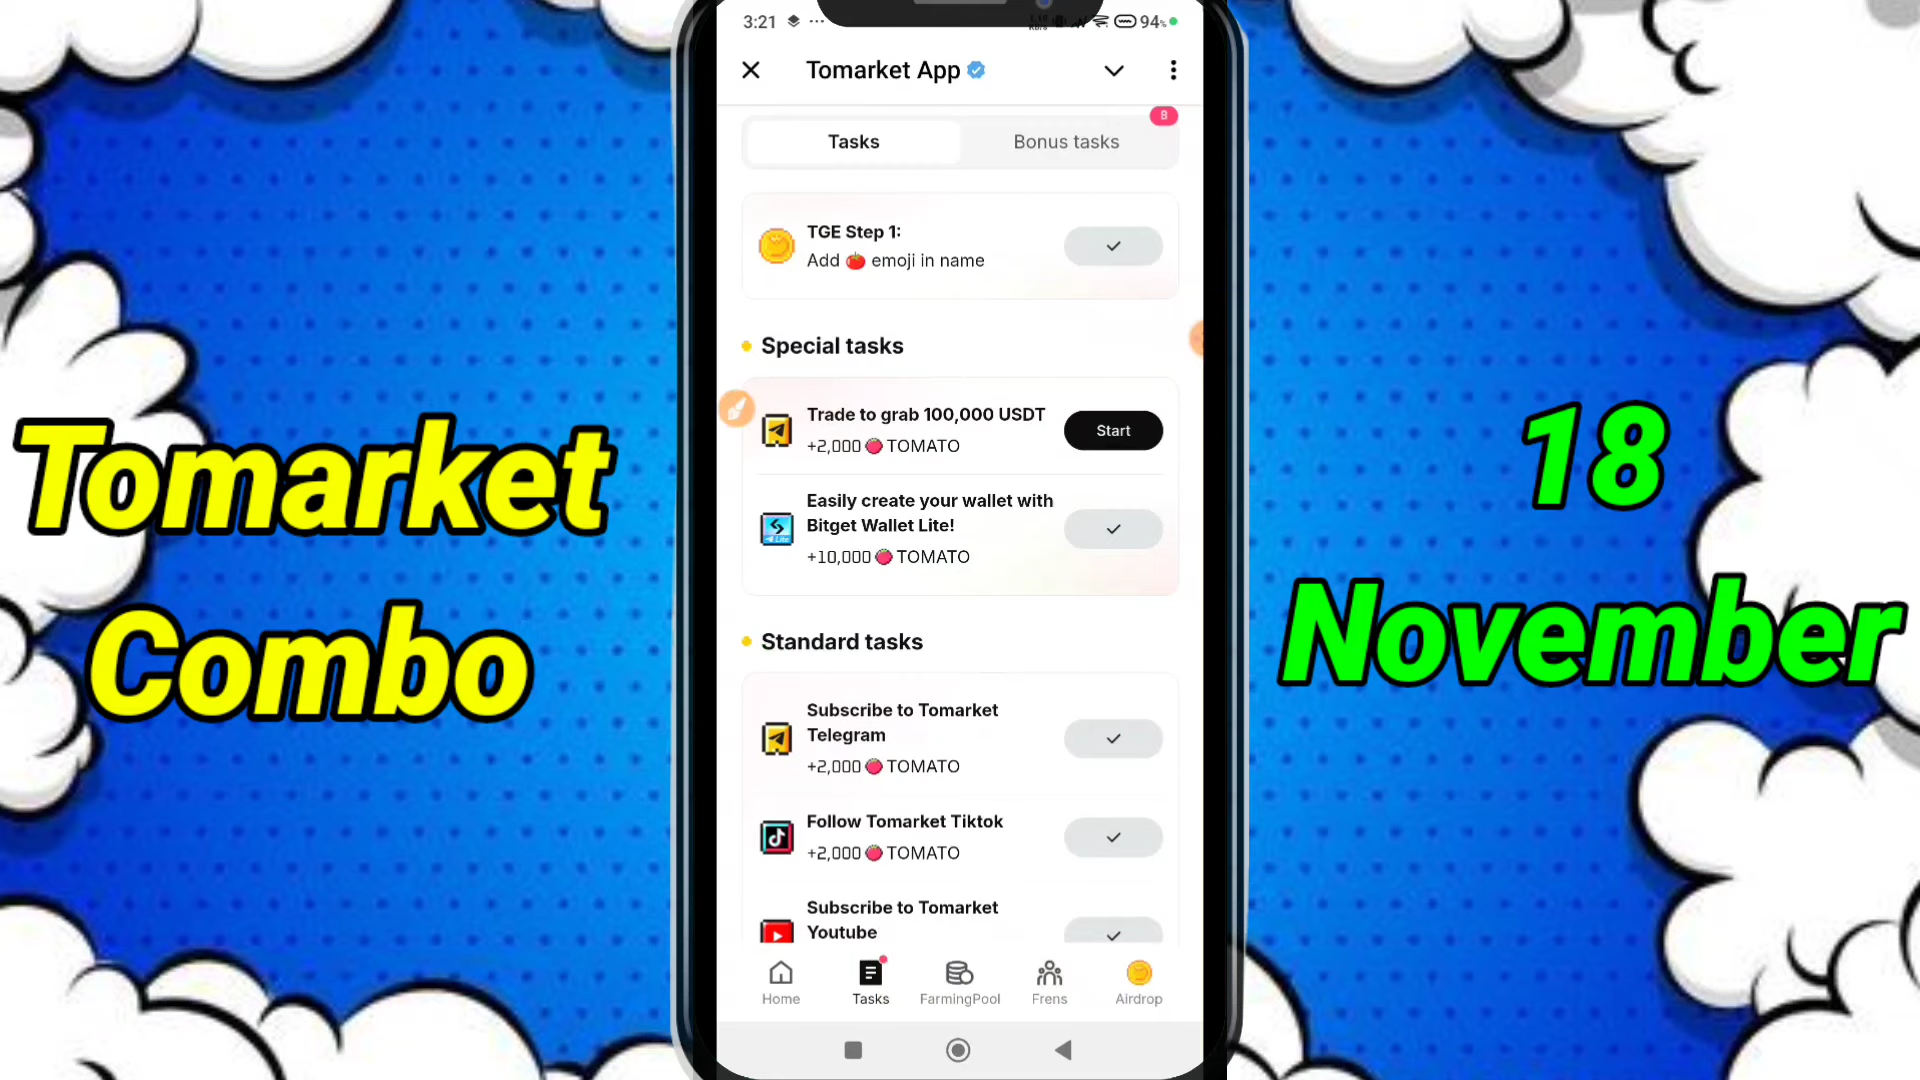 3:21 ... 94%
Tomarket App
8
Tasks Bonus tasks
TGE Step 1:
Add 🍅 emoji in name
Special tasks
Trade to grab 100,000 USDT
+2,000 TOMATO
Start
Easily create your wallet with
Bitget Wallet Lite!
+10,000 TOMATO
Standard tasks
Subscribe to Tomarket
Telegram
+2,000 TOMATO
Follow Tomarket Tiktok
+2,000 TOMATO
Subscribe to Tomarket
Youtube
Home Tasks FarmingPool Frens Airdrop
Tomarket
Combo
18
November